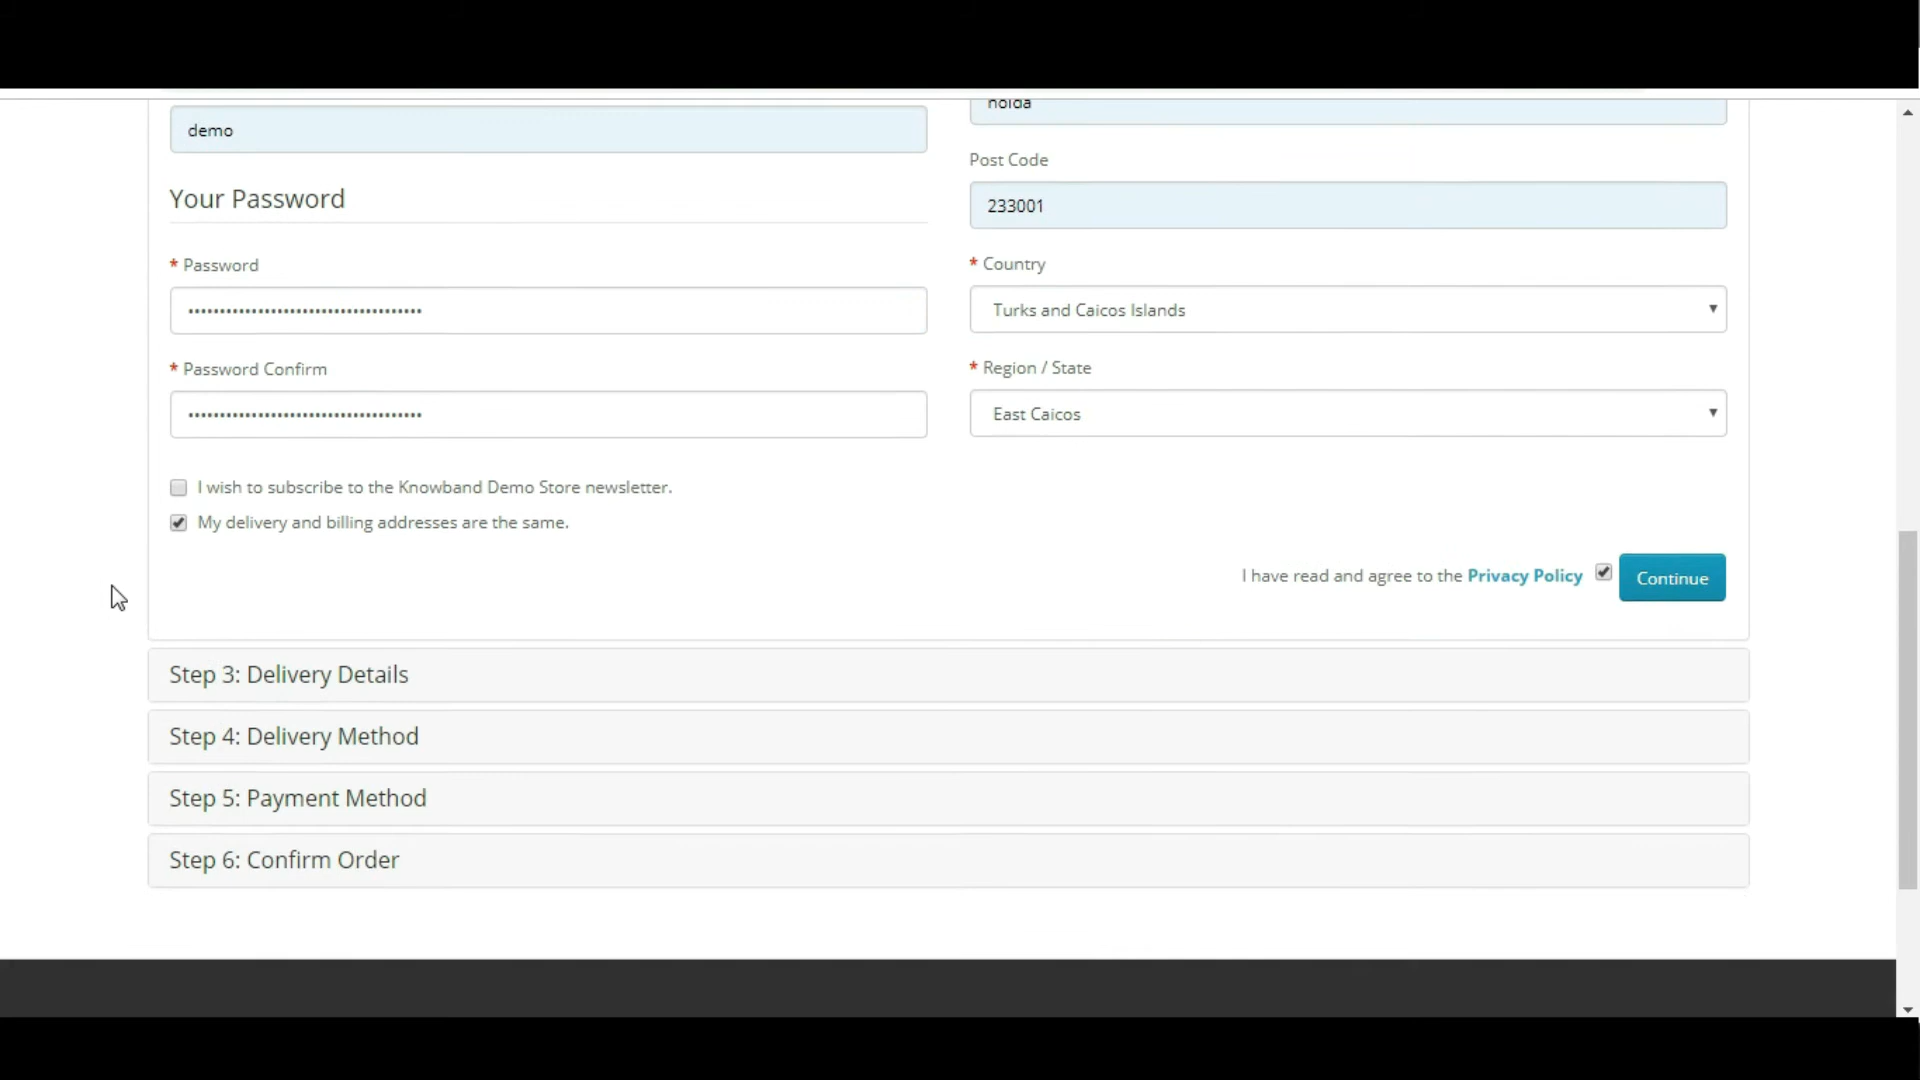 demo
noida
Post Code
233001
Your Password
* Password
* Country
Turks and Caicos Islands
* Password Confirm
* Region / State
East Caicos
I wish to subscribe to the Knowband Demo Store newsletter.
My delivery and billing addresses are the same.
I have read and agree to the Privacy Policy
Continue
Step 3: Delivery Details
Step 4: Delivery Method
Step 5: Payment Method
Step 6: Confirm Order